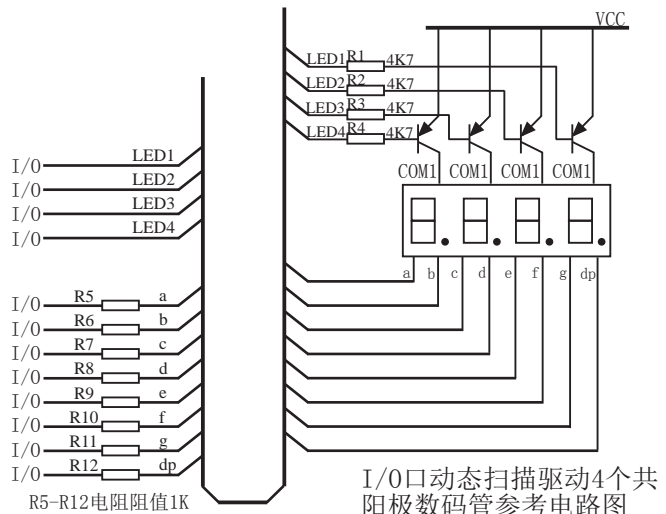 VCC
LED1 R1 4K7
LED2 R2 4K7
LED3 R3 4K7
LED4 R4 4K7
COM1 COM1 COM1 COM1
I/O LED1
I/O LED2
I/O LED3
I/O LED4
a b c d e f g dp
I/O R5 a
I/O R6 b
I/O R7 c
I/O R8 d
I/O R9 e
I/O R10 f
I/O R11 g
I/O R12 dp
R5-R12电阻阻值1K
I/O口动态扫描驱动4个共
阳极数码管参考电路图